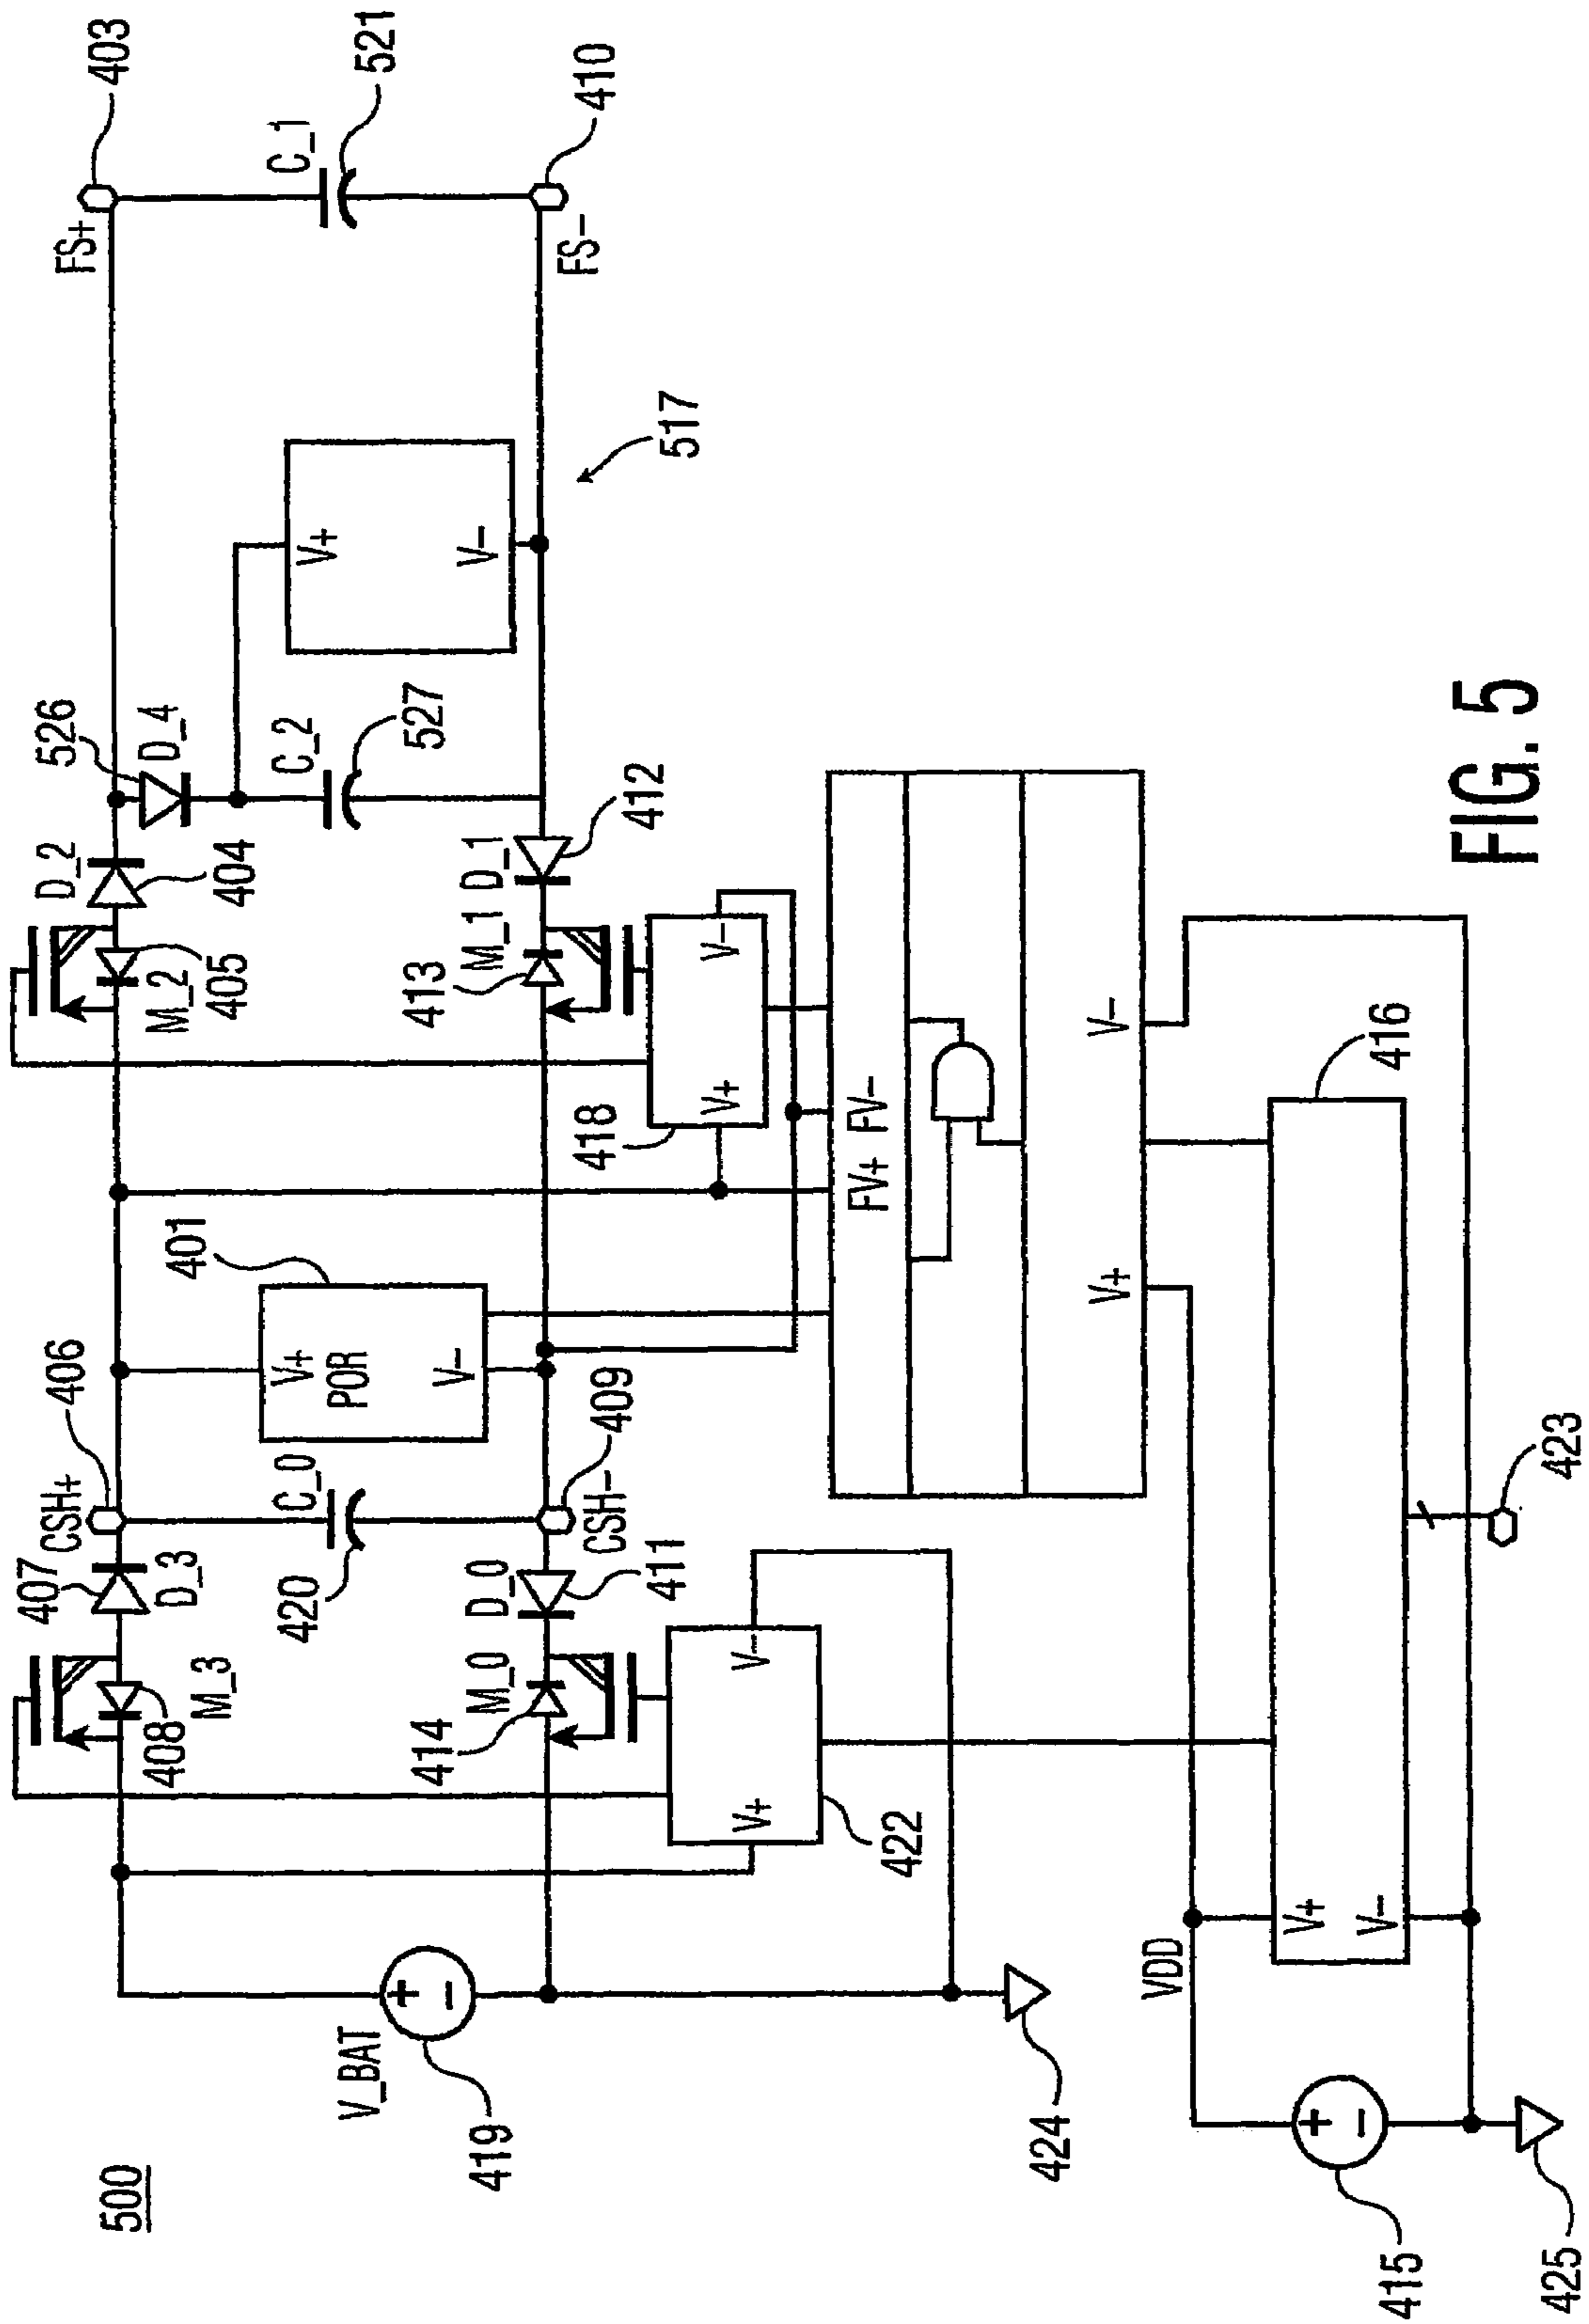 500
V_BAT
419
424
VDD
415
425
408
M_3
407
D_3
CSH+
406
C_0
420
414
M_0
D_0
411
CSH-
409
V+
V-
422
401
V+
POR
V-
M_2
405
D_2
404
413
M_1
D_1
412
418
V+
V-
526
D_4
C_2
527
V+
V-
517
FS+
403
C_1
521
FS-
410
FV+
FV-
V+
V-
416
V+
V-
423
FIG. 5